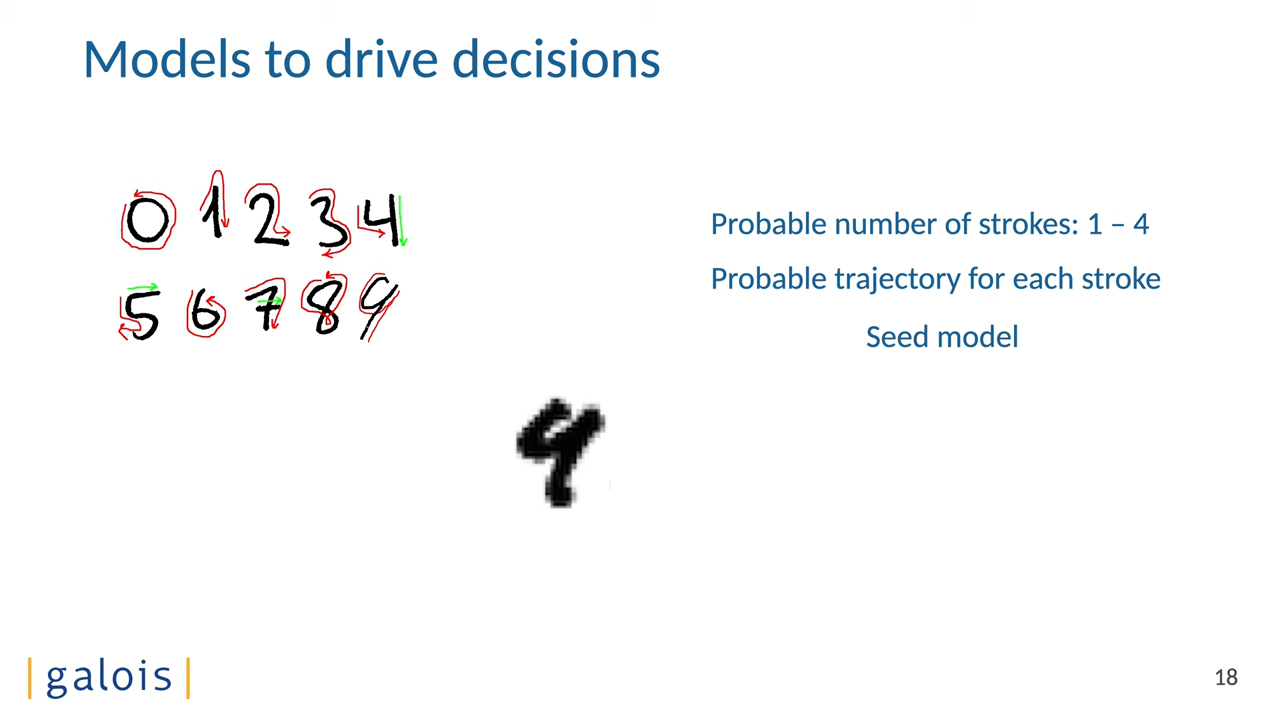 Models to drive decisions
0 1 2 3 4
5 6 7 8 9
Probable number of strokes: 1 – 4
Probable trajectory for each stroke
Seed model
4
|galois|
18